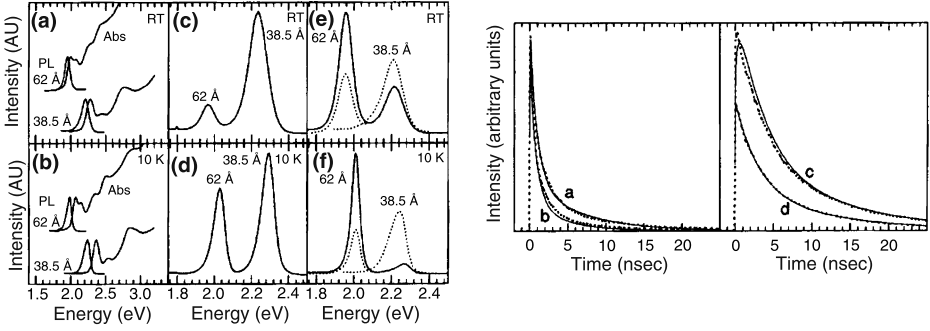 (a) RT
Abs
PL
62 Å
38.5 Å
(b) 10 K
Abs
PL
62 Å
38.5 Å
1.5 2.0 2.5 3.0
Energy (eV)
Intensity (AU)
Intensity (AU)
(c) RT
38.5 Å
62 Å
(d) 38.5 Å 10 K
62 Å
1.8 2.0 2.2 2.4
Energy (eV)
(e) RT
62 Å
38.5 Å
(f) 10 K
62 Å
38.5 Å
1.8 2.0 2.2 2.4
Energy (eV)
Intensity (arbitrary units)
a
b
0 5 10 15 20
Time (nsec)
c
d
0 5 10 15 20
Time (nsec)